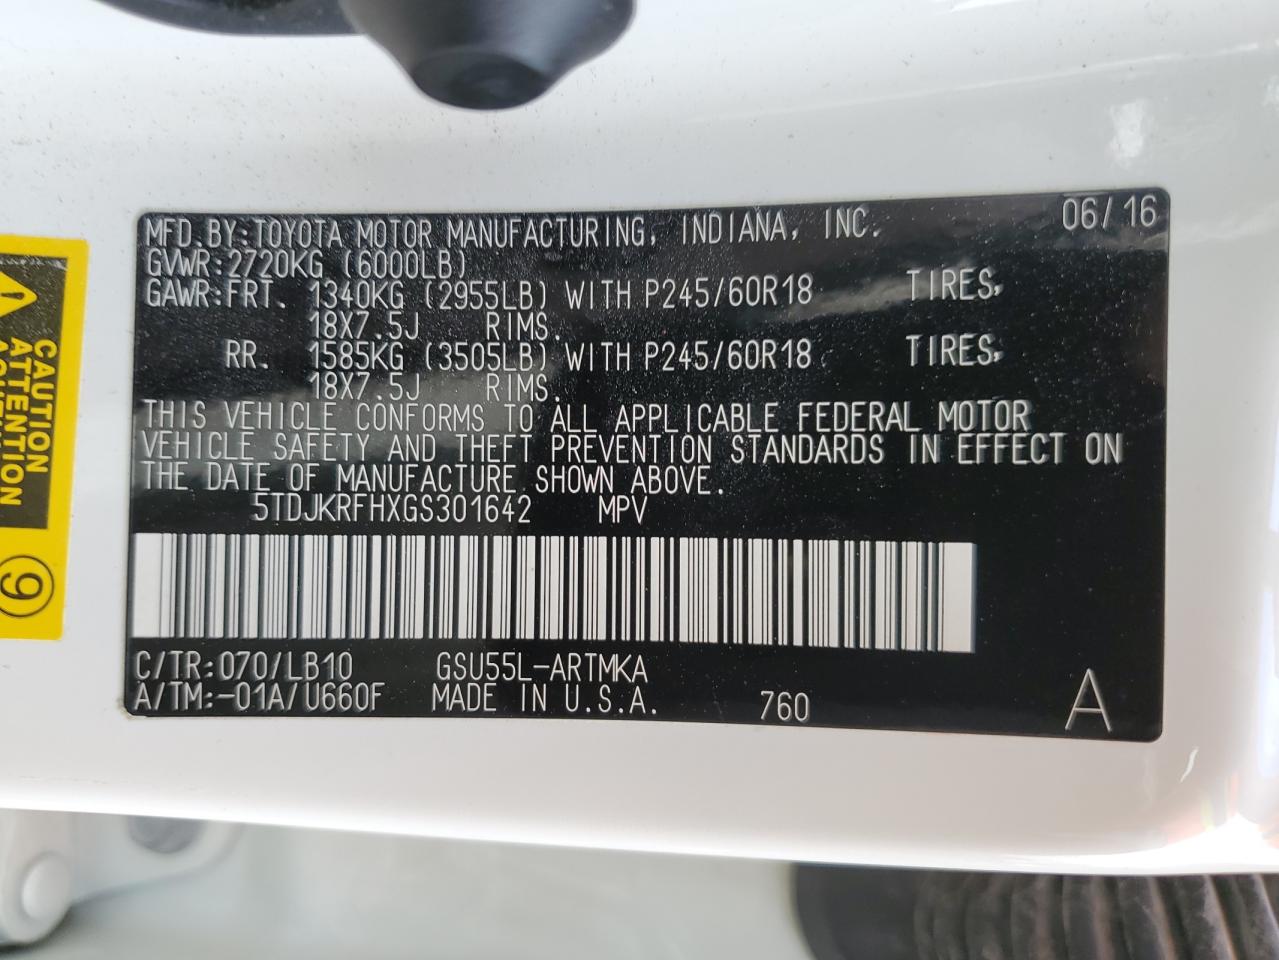 MFD.BY:TOYOTA MOTOR MANUFACTURING, INDIANA, INC. 06/16
GVWR:2720KG (6000LB)
GAWR:FRT. 1340KG (2955LB) WITH P245/60R18 TIRES,
18X7.5J RIMS.
RR. 1585KG (3505LB) WITH P245/60R18 TIRES,
18X7.5J RIMS.
THIS VEHICLE CONFORMS TO ALL APPLICABLE FEDERAL MOTOR
VEHICLE SAFETY AND THEFT PREVENTION STANDARDS IN EFFECT ON
THE DATE OF MANUFACTURE SHOWN ABOVE.
5TDJKRFHXGS301642 MPV
C/TR:070/LB10 GSU55L-ARTMKA
A/TM:-01A/U660F MADE IN U.S.A. 760 A
CAUTION
ATTENTION
9